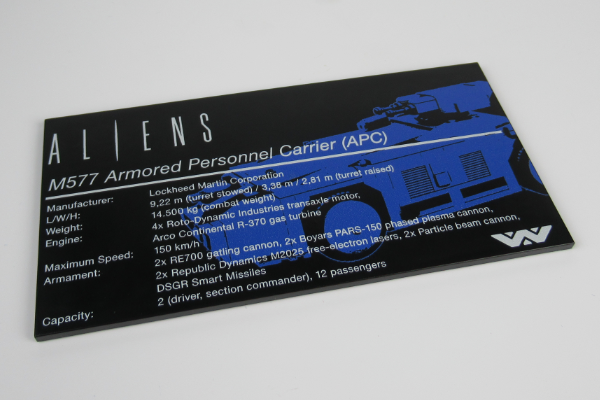 ALIENS
M577 Armored Personnel Carrier (APC)
Manufacturer: Lockheed Martin Corporation
L/W/H: 9,22 m (turret stowed) / 3,38 m / 2,81 m (turret raised)
Weight: 14.500 kg (combat weight)
Engine: 4x Roto-Dynamic Industries transaxle motor,
Arco Continental R-370 gas turbine
Maximum Speed: 150 km/h
Armament: 2x RE700 gatling cannon, 2x Boyars PARS-150 phased plasma cannon,
2x Republic Dynamics M2025 free-electron lasers, 2x Particle beam cannon,
DSGR Smart Missiles
Capacity: 2 (driver, section commander), 12 passengers